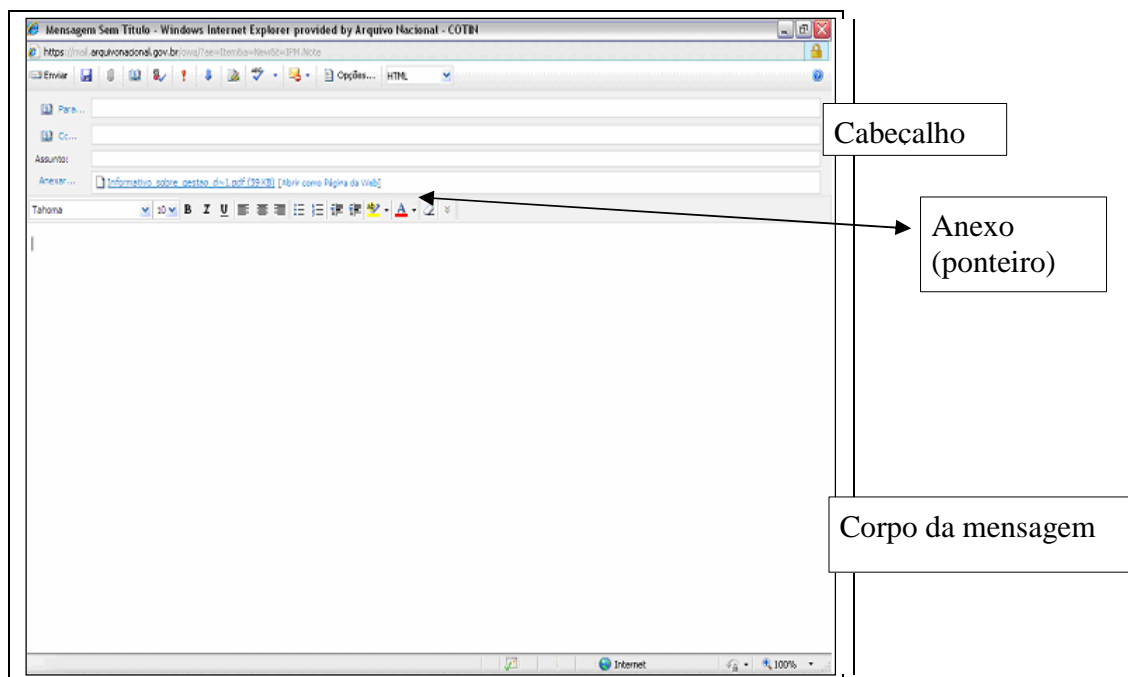 Mensagem Sem Título - Windows Internet Explorer provided by Arquivo Nacional - COTIN
https://mail.arquivonacional.gov.br/owa/?ae=Item&a=New&t=IPM.Note
Enviar Opções... HTML
Para...
Cabeçalho
Cc...
Assunto:
Anexar... Informativo_sobre_gestao_d~1.pdf (59 KB) [Abrir como Página da Web]
Tahoma 10 B I U A
Anexo
(ponteiro)
Corpo da mensagem
Internet 100%